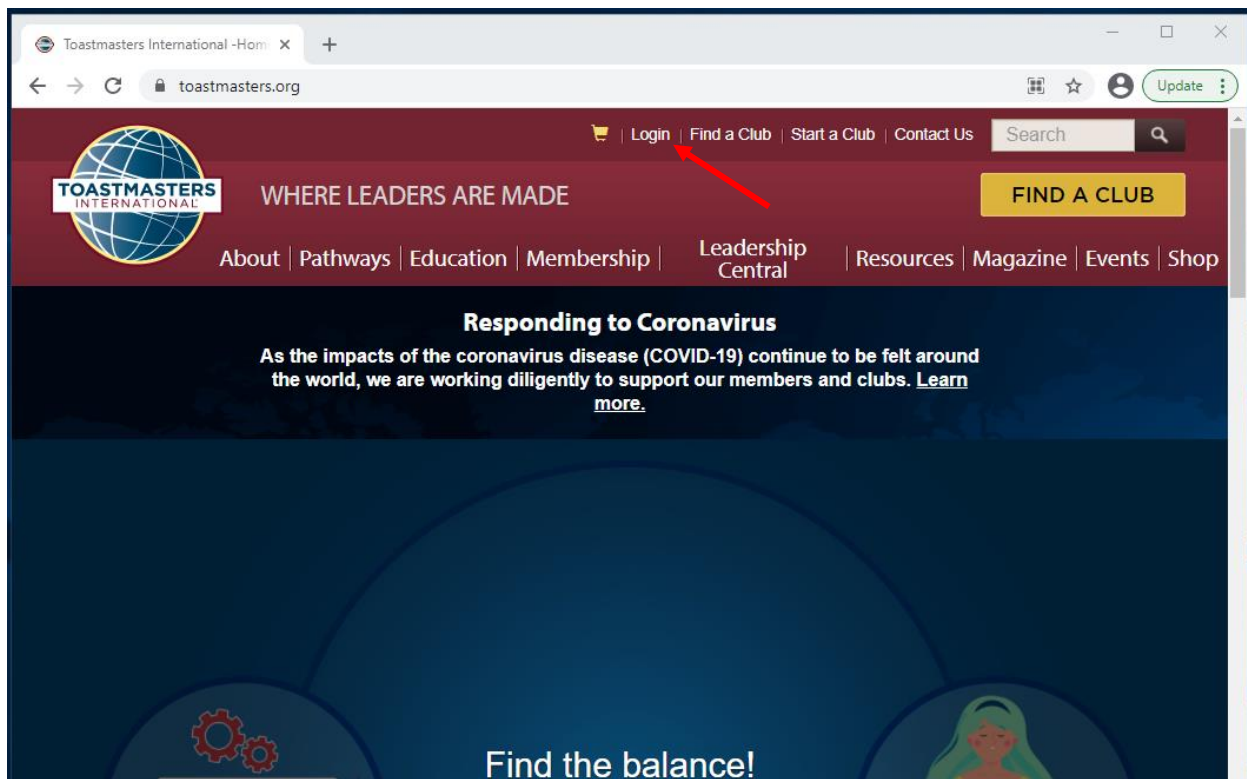 Toastmasters International -Hom
toastmasters.org
Update
Login | Find a Club | Start a Club | Contact Us
Search
TOASTMASTERS
INTERNATIONAL
WHERE LEADERS ARE MADE
FIND A CLUB
About | Pathways | Education | Membership | Leadership Central | Resources | Magazine | Events | Shop
Responding to Coronavirus
As the impacts of the coronavirus disease (COVID-19) continue to be felt around
the world, we are working diligently to support our members and clubs. Learn
more.
Find the balance!